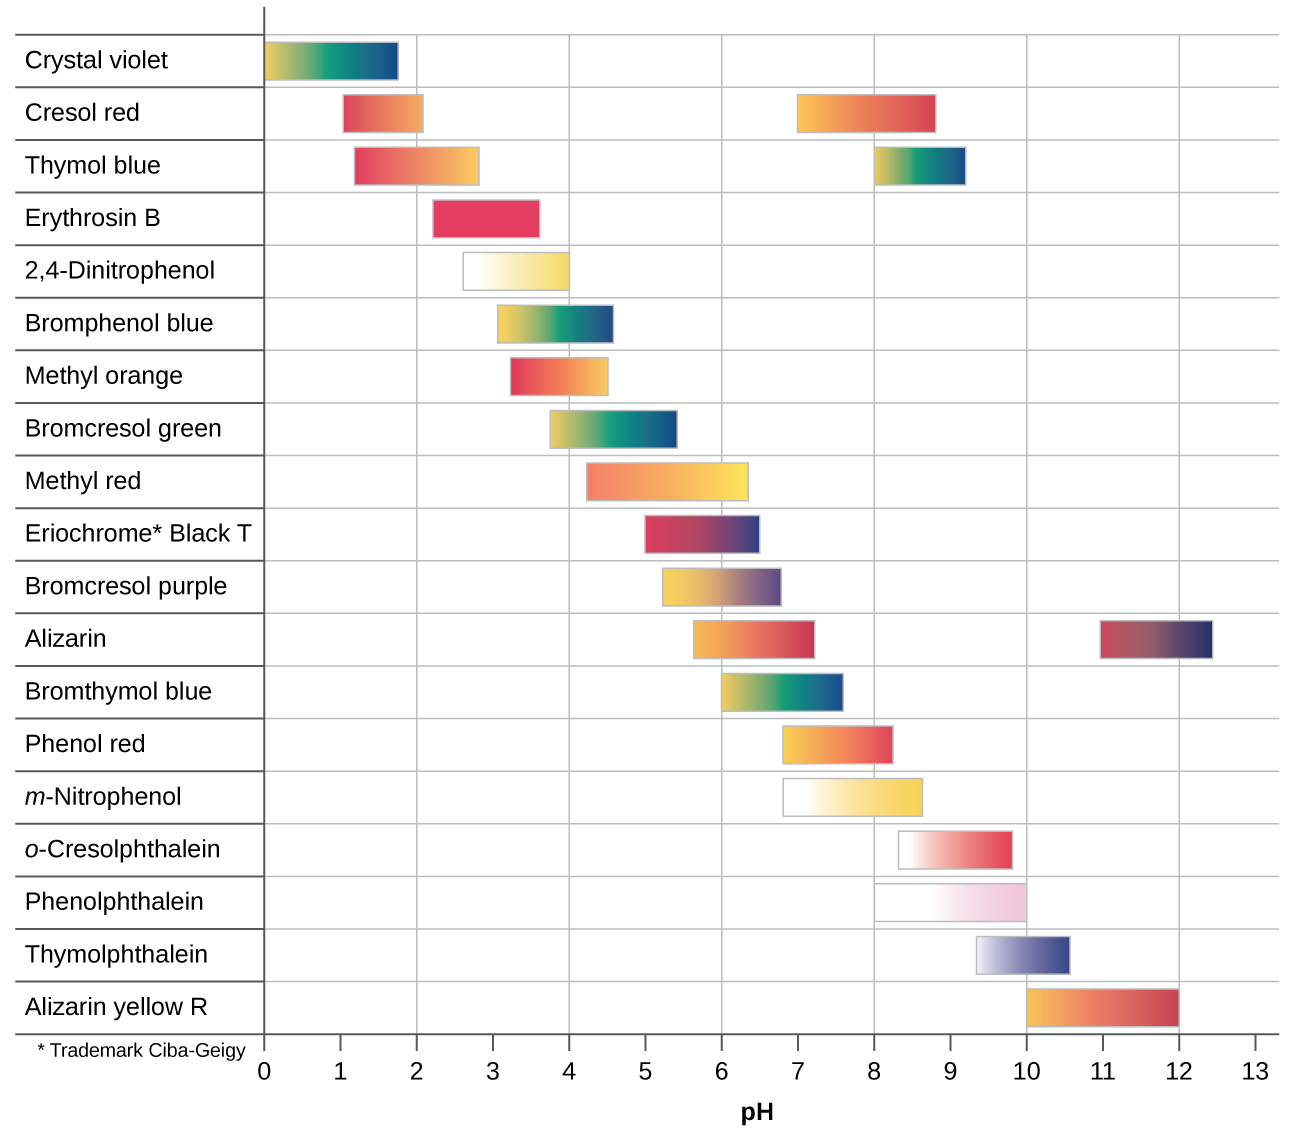 Crystal violet
Cresol red
Thymol blue
Erythrosin B
2,4-Dinitrophenol
Bromphenol blue
Methyl orange
Bromcresol green
Methyl red
Eriochrome* Black T
Bromcresol purple
Alizarin
Bromthymol blue
Phenol red
m-Nitrophenol
o-Cresolphthalein
Phenolphthalein
Thymolphthalein
Alizarin yellow R
* Trademark Ciba-Geigy
0 1 2 3 4 5 6 7 8 9 10 11 12 13
pH